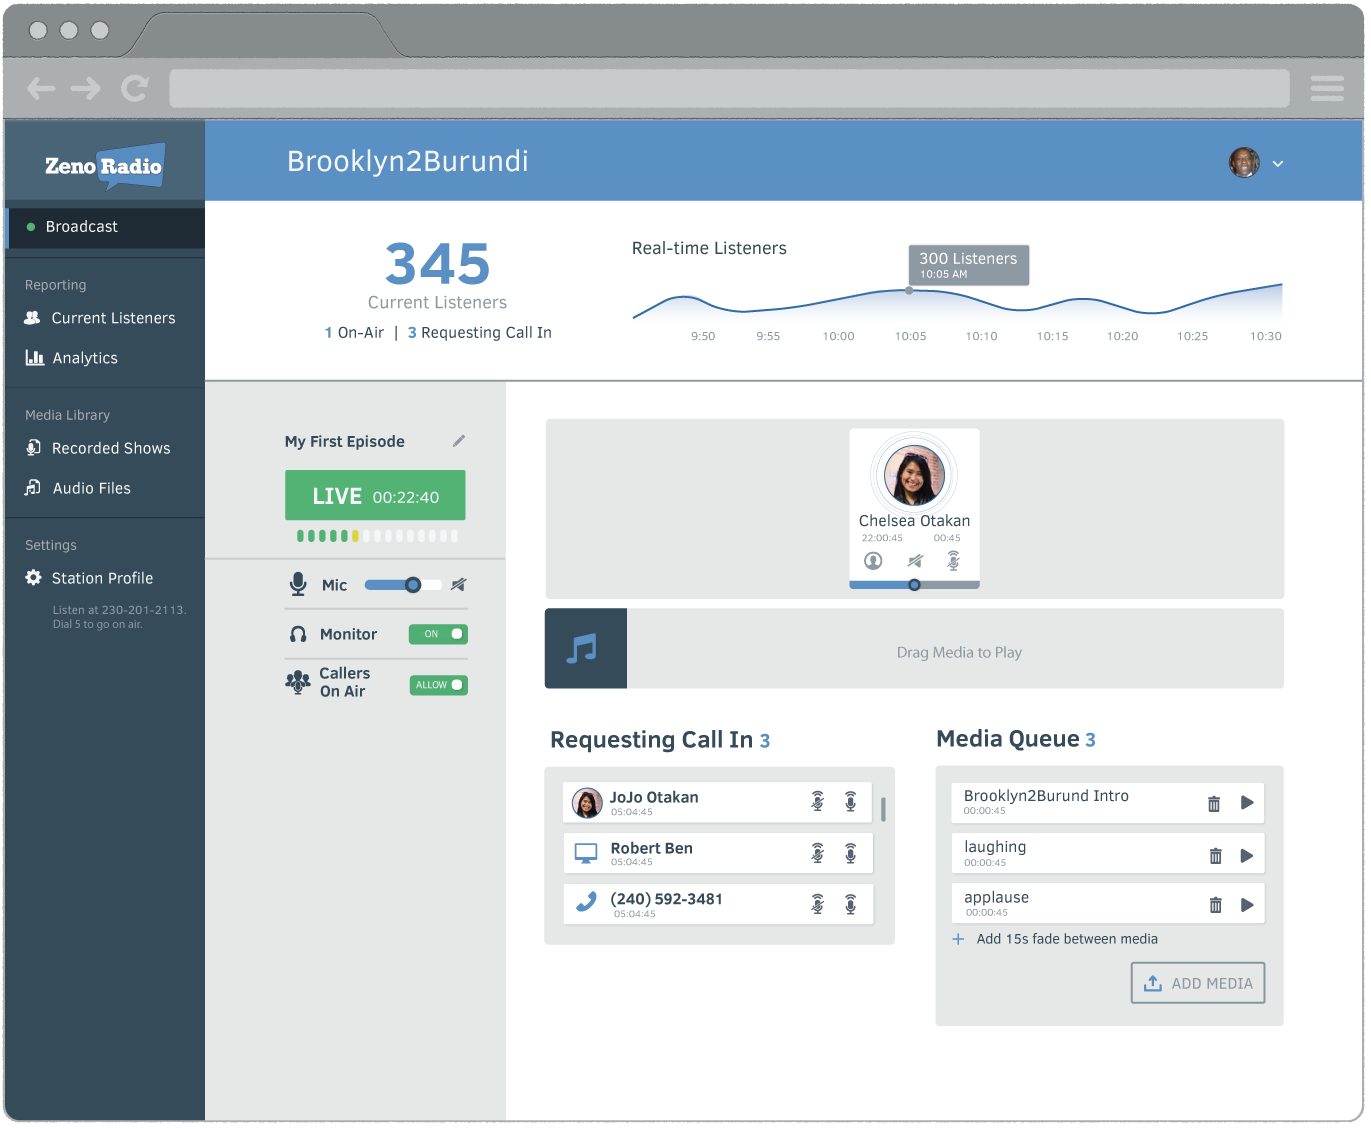 Zeno Radio
Brooklyn2Burundi
Broadcast
Reporting
Current Listeners
Analytics
Media Library
Recorded Shows
Audio Files
Settings
Station Profile
Listen at 230-201-2113.
Dial 5 to go on air.
345
Current Listeners
1 On-Air | 3 Requesting Call In
Real-time Listeners
300 Listeners
10:05 AM
9:50 9:55 10:00 10:05 10:10 10:15 10:20 10:25 10:30
My First Episode
LIVE 00:22:40
Mic
Monitor ON
Callers
On Air
ALLOW
Chelsea Otakan
22:00:45 00:45
Drag Media to Play
Requesting Call In 3
JoJo Otakan
05:04:45
Robert Ben
05:04:45
(240) 592-3481
05:04:45
Media Queue 3
Brooklyn2Burund Intro
00:00:45
laughing
00:00:45
applause
00:00:45
+ Add 15s fade between media
ADD MEDIA